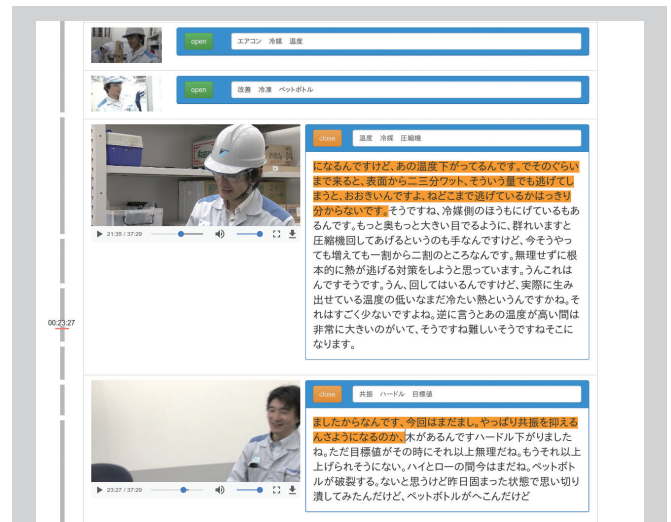 open エアコン 冷媒 温度
open 改善 冷凍 ペットボトル
close 温度 冷媒 圧縮機
になるんですけど、あの温度下がってるんです。でそのぐらい
まで来ると、表面から二三分ワット、そういう量でも逃げてし
まうと、おおきいんですよ、ねどこまで逃げているかはっきり
分からないです。そうですね、冷媒側のほうもにげているもあ
るんです。もっと奥もっと大きい目でるように、群れいますと
圧縮機回してあげるというのも手なんですけど、今そうやっ
ても増えても一割から二割のところなんです。無理せずに根
本的に熱が逃げる対策をしようと思っています。うんこれは
んですそうです。うん、回してはいるんですけど、実際に生み
出せている温度の低いなまだ冷たい熱というんですかね。そ
れはすごく少ないですよね。逆に言うとあの温度が高い間は
非常に大きいのがいて、そうですね難しいそうですねそこに
なります。
21:35 / 37:29
00:23:27
close 共振 ハードル 目標値
ましたからなんです、今回はまだまし。やっぱり共振を抑える
んさようになるのか、木があるんですハードル下がりました
ね。ただ目標値がその時にそれ以上無理だね。もうそれ以上
上げられそうにない。ハイとローの間今はまだね。ペットボト
ルが破裂する。ないと思うけど昨日固まった状態で思い切り
潰してみたんだけど、ペットボトルがへこんだけど
23:27 / 37:29